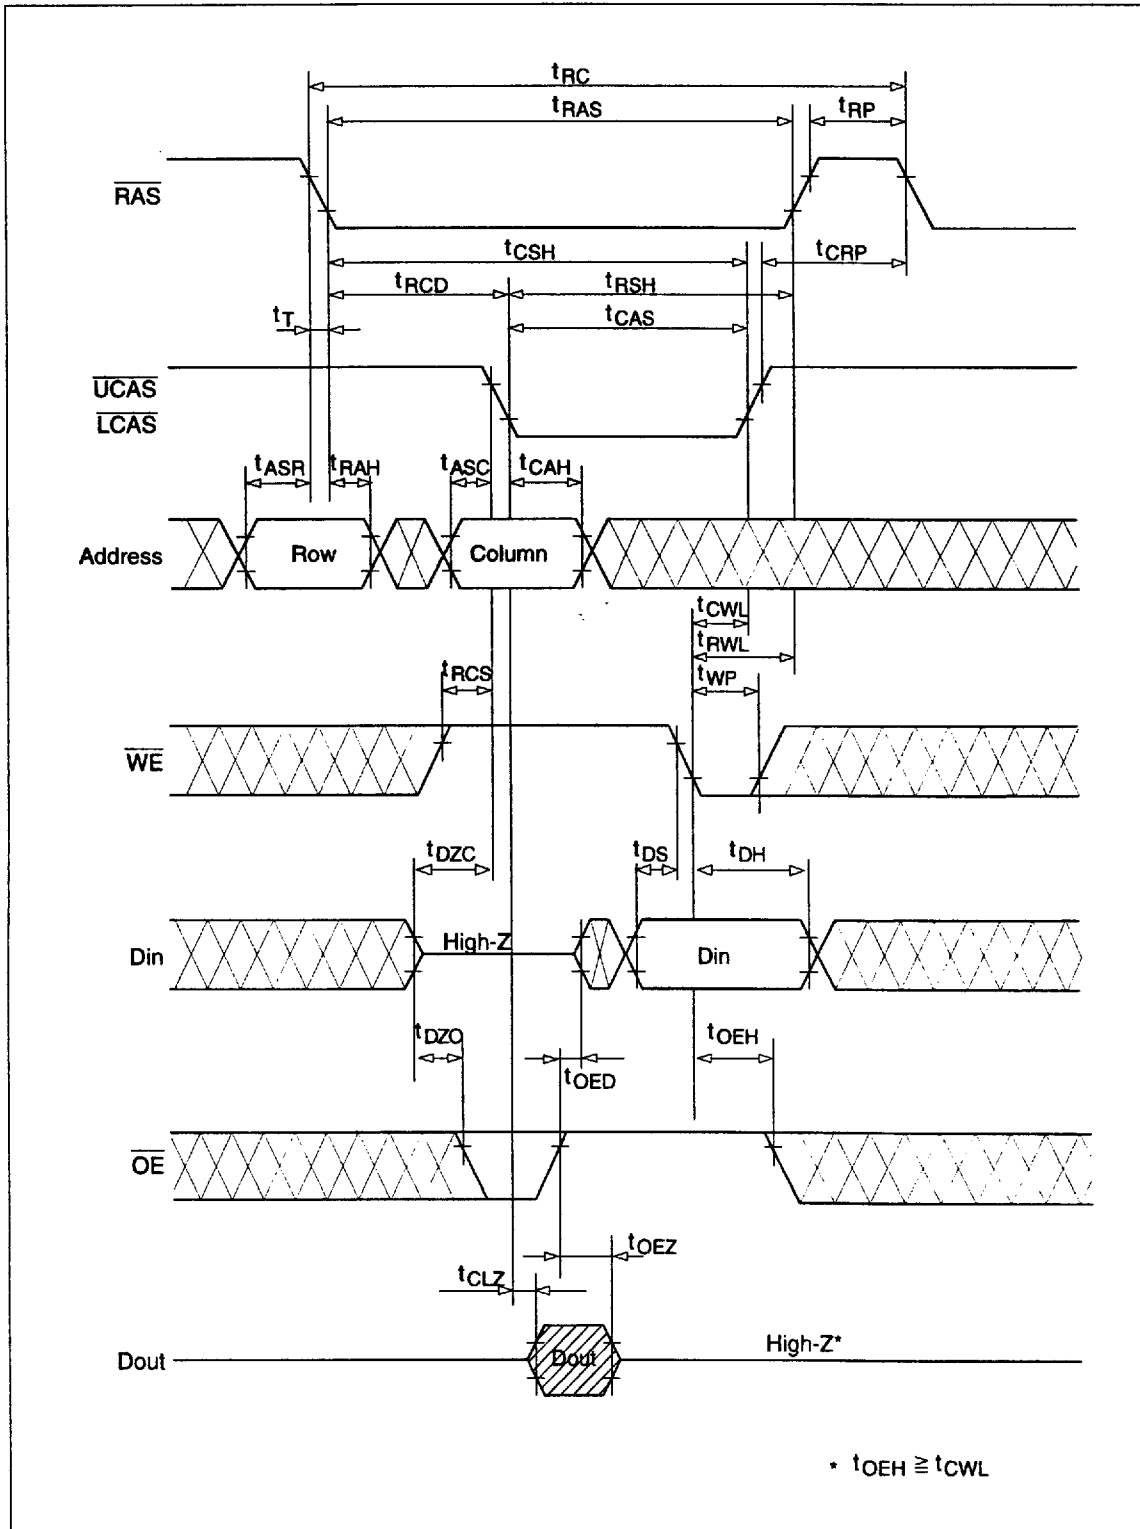 tRC
tRAS tRP
RAS
tCSH tCRP
tRCD tRSH
tT tCAS
UCAS
LCAS
tASR tRAH tASC tCAH
Address Row Column
tCWL
tRWL
tRCS tWP
WE
tDZC tDS tDH
High-Z
Din Din
tDZO tOEH
tOED
OE
tOEZ
tCLZ
High-Z*
Dout Dout
* tOEH ≧ tCWL